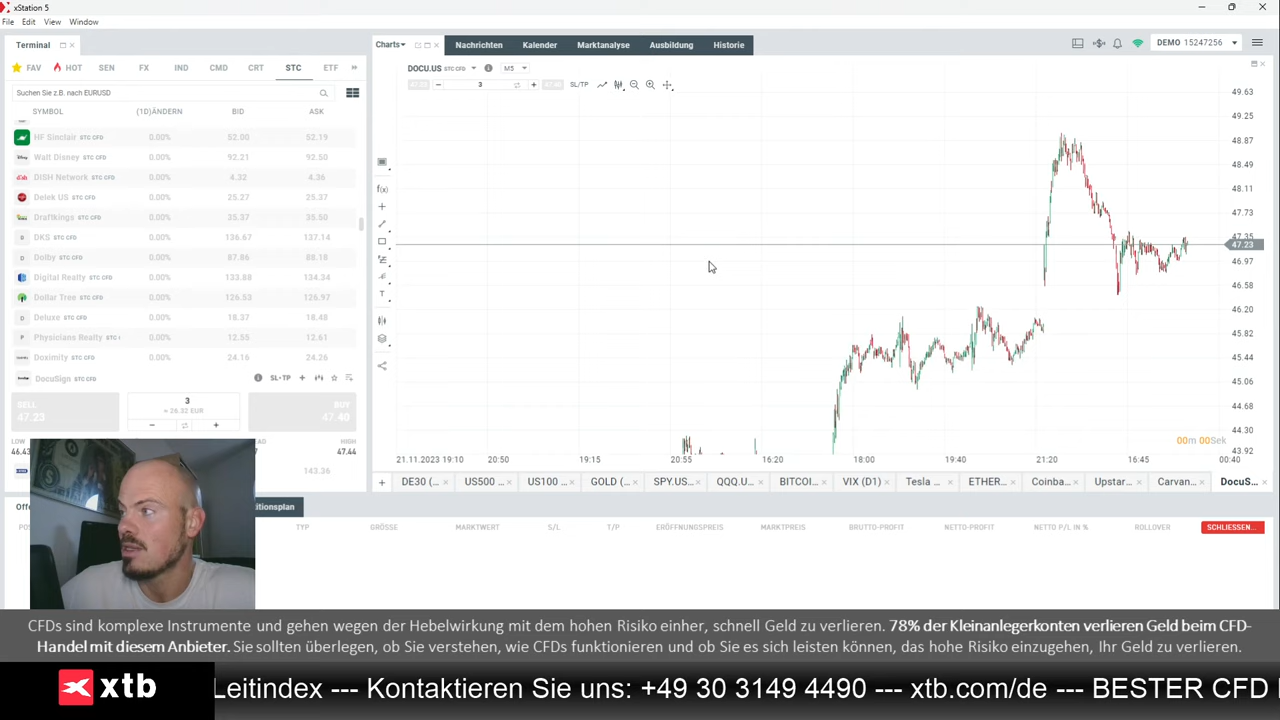 xStation 5
File Edit View Window
Terminal
Charts Nachrichten Kalender Marktanalyse Ausbildung Historie
DEMO 15247256
FAV HOT SEN FX IND CMD CRT STC ETF
DOCU.US STC CFD M5
47.23 3 47.40 SL/TP
Suchen Sie z.B. nach EURUSD
SYMBOL (1D)ÄNDERN BID ASK
HF Sinclair STC CFD 0.00% 52.00 52.19
Walt Disney STC CFD 0.00% 92.21 92.50
DISH Network STC CFD 0.00% 4.32 4.36
Delek US STC CFD 0.00% 25.27 25.37
Draftkings STC CFD 0.00% 35.37 35.50
DKS STC CFD 0.00% 136.67 137.14
Dolby STC CFD 0.00% 87.86 88.18
Digital Realty STC CFD 0.00% 133.88 134.34
Dollar Tree STC CFD 0.00% 126.53 126.97
Deluxe STC CFD 0.00% 18.37 18.48
Physicians Realty STC 0.00% 12.55 12.61
Doximity STC CFD 0.00% 24.16 24.26
DocuSign STC CFD SL+TP
SELL 47.23
3
≈ 26.32 EUR
BUY 47.40
LOW
46.43
HIGH
47.44
143.36
f(x)
T
49.63
49.25
48.87
48.49
48.11
47.73
47.35
47.23
46.97
46.58
46.20
45.82
45.44
45.06
44.68
44.30
43.92
00m 00Sek
21.11.2023 19:10 20:50 19:15 20:55 16:20 18:00 19:40 21:20 16:45 00:40
DE30 (... US500 ... US100 ... GOLD (... SPY.US... QQQ.U... BITCOI... VIX (D1) Tesla ... ETHER... Coinba... Upstar... Carvan... DocuS...
TYP GRÖSSE MARKTWERT S/L T/P ERÖFFNUNGSPREIS MARKTPREIS BRUTTO-PROFIT NETTO-PROFIT NETTO P/L IN % ROLLOVER SCHLIESSEN...
CFDs sind komplexe Instrumente und gehen wegen der Hebelwirkung mit dem hohen Risiko einher, schnell Geld zu verlieren. 78% der Kleinanlegerkonten verlieren Geld beim CFD-
Handel mit diesem Anbieter. Sie sollten überlegen, ob Sie verstehen, wie CFDs funktionieren und ob Sie es sich leisten können, das hohe Risiko einzugehen, Ihr Geld zu verlieren.
xtb Leitindex --- Kontaktieren Sie uns: +49 30 3149 4490 --- xtb.com/de --- BESTER CFD